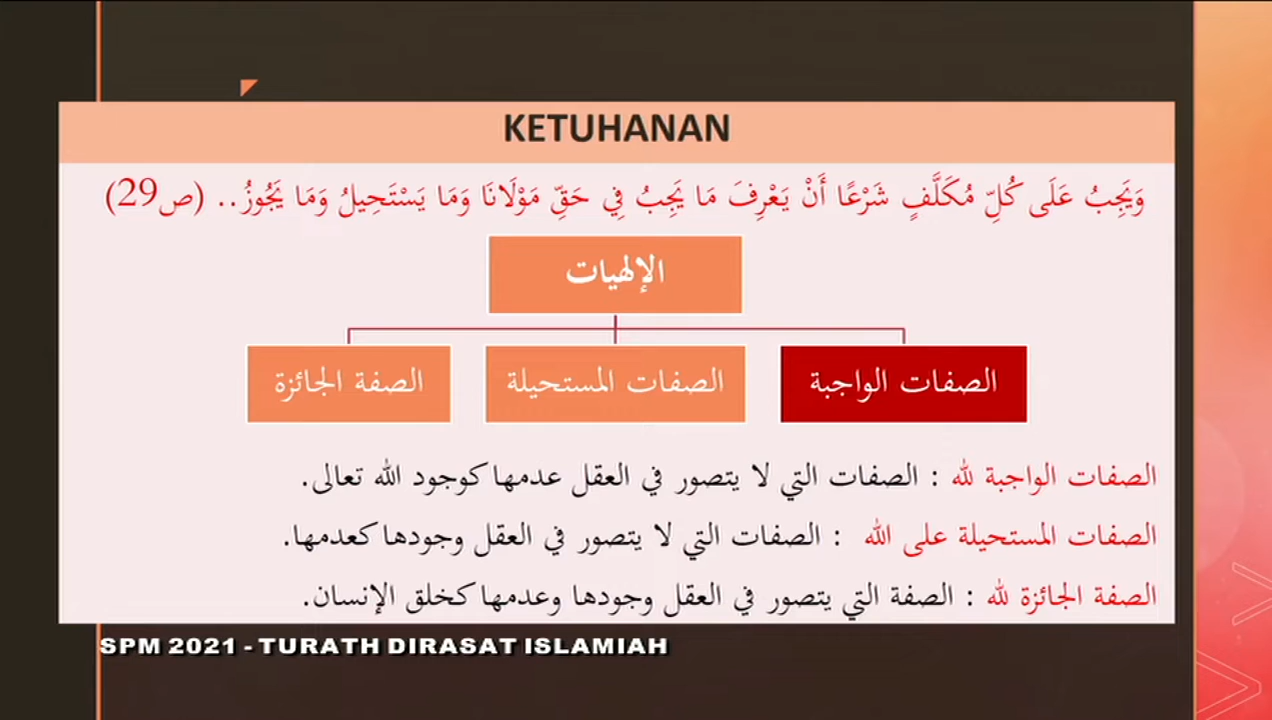 KETUHANAN
وَيَجِبُ عَلَى كُلِّ مُكَلَّفٍ شَرْعًا أَنْ يَعْرِفَ مَا يَجِبُ فِي حَقِّ مَوْلَانَا وَمَا يَسْتَحِيلُ وَمَا يَجُوزُ.. (ص29)
الإلهيات
الصفات الواجبة
الصفات المستحيلة
الصفة الجائزة
الصفات الواجبة لله : الصفات التي لا يتصور في العقل عدمها كوجود الله تعالى.
الصفات المستحيلة على الله : الصفات التي لا يتصور في العقل وجودها كعدمها.
الصفة الجائزة لله : الصفة التي يتصور في العقل وجودها وعدمها كخلق الإنسان.
SPM 2021 - TURATH DIRASAT ISLAMIAH